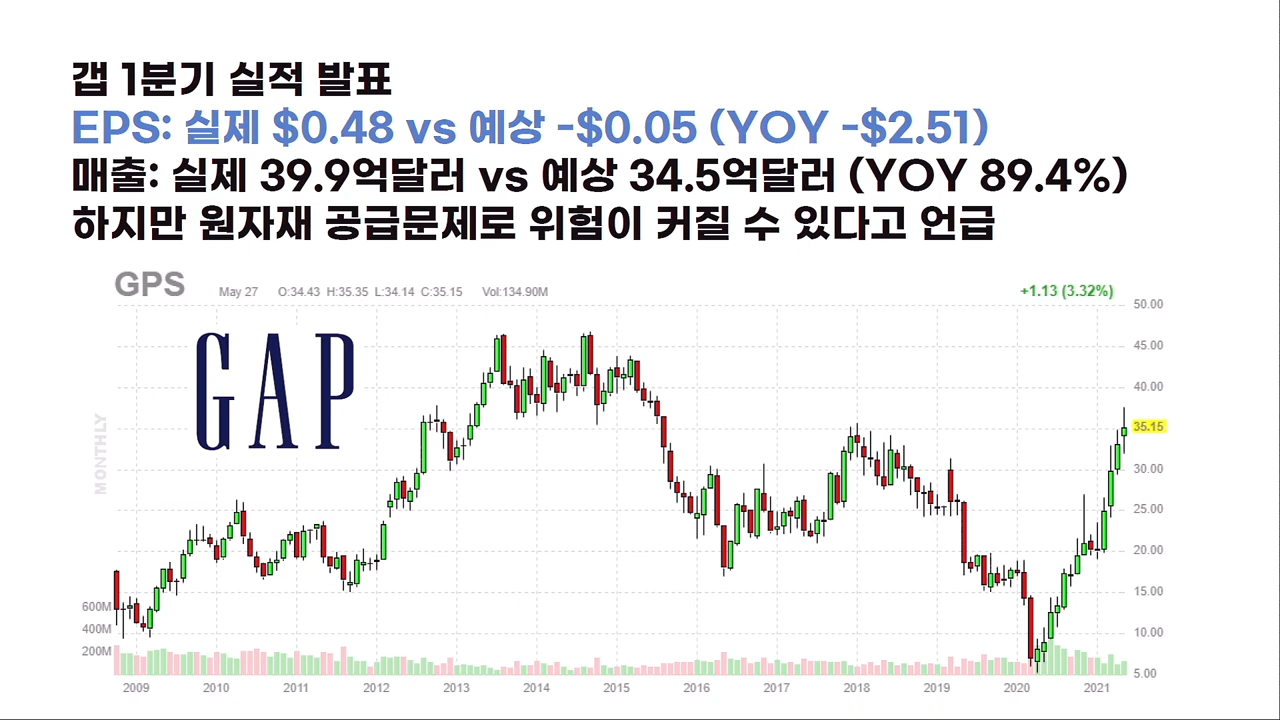 갭 1분기 실적 발표
EPS: 실제 $0.48 vs 예상 -$0.05 (YOY -$2.51)
매출: 실제 39.9억달러 vs 예상 34.5억달러 (YOY 89.4%)
하지만 원자재 공급문제로 위험이 커질 수 있다고 언급
GPS May 27 O:34.43 H:35.35 L:34.14 C:35.15 Vol:134.90M +1.13 (3.32%)
GAP
MONTHLY
50.00
45.00
40.00
35.15
30.00
25.00
20.00
15.00
10.00
5.00
600M
400M
200M
2009 2010 2011 2012 2013 2014 2015 2016 2017 2018 2019 2020 2021